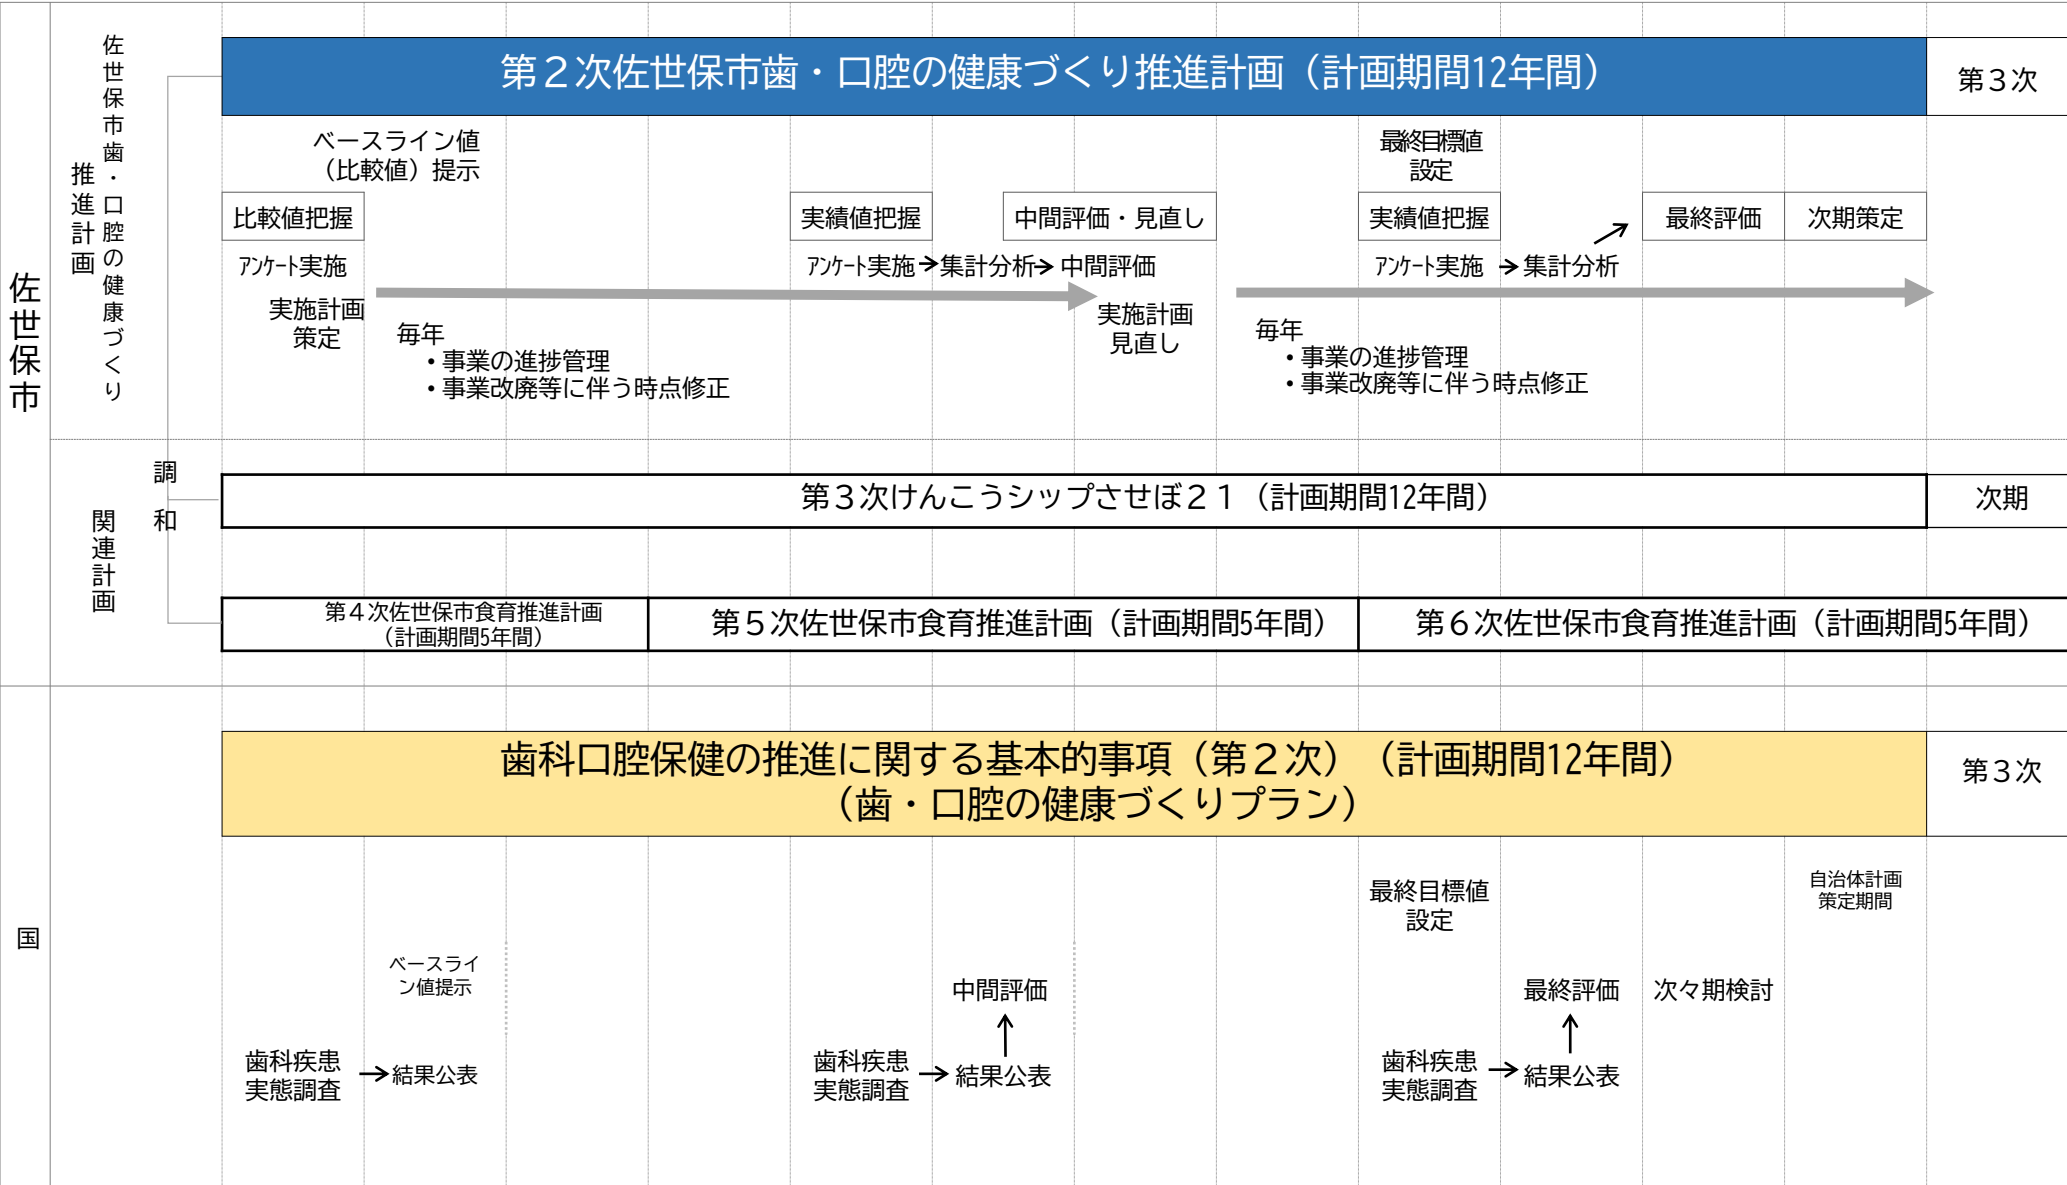 佐世保市
佐世保市歯・口腔の健康づくり
推進計画
第２次佐世保市歯・口腔の健康づくり推進計画（計画期間12年間）
第３次
ベースライン値
（比較値）提示
最終目標値
設定
比較値把握
実績値把握
中間評価・見直し
実績値把握
最終評価
次期策定
ｱﾝｹｰﾄ実施
ｱﾝｹｰﾄ実施→集計分析→中間評価
ｱﾝｹｰﾄ実施→集計分析
実施計画
策定
毎年
・事業の進捗管理
・事業改廃等に伴う時点修正
実施計画
見直し
毎年
・事業の進捗管理
・事業改廃等に伴う時点修正
調和
関連計画
第３次けんこうシップさせぼ２１（計画期間12年間）
次期
第４次佐世保市食育推進計画
（計画期間5年間）
第５次佐世保市食育推進計画（計画期間5年間）
第６次佐世保市食育推進計画（計画期間5年間）
国
歯科口腔保健の推進に関する基本的事項（第２次）（計画期間12年間）
（歯・口腔の健康づくりプラン）
第３次
最終目標値
設定
自治体計画
策定期間
ベースライ
ン値提示
中間評価
最終評価
次々期検討
歯科疾患
実態調査
→結果公表
歯科疾患
実態調査
→結果公表
歯科疾患
実態調査
→結果公表